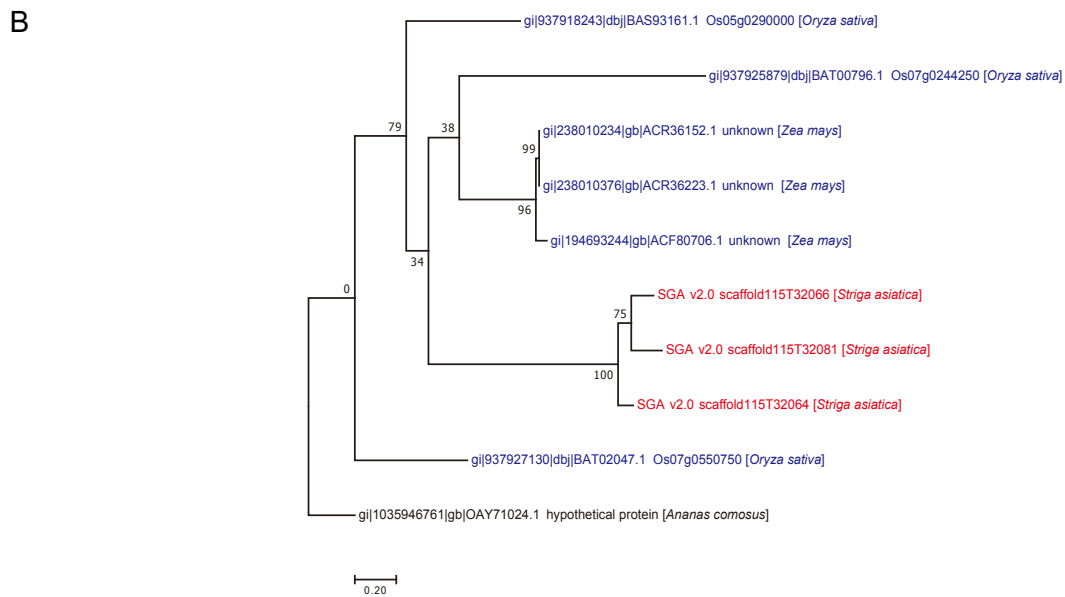 B
gi|937918243|dbj|BAS93161.1 Os05g0290000 [Oryza sativa]
gi|937925879|dbj|BAT00796.1 Os07g0244250 [Oryza sativa]
79
38
gi|238010234|gb|ACR36152.1 unknown [Zea mays]
99
gi|238010376|gb|ACR36223.1 unknown [Zea mays]
96
gi|194693244|gb|ACF80706.1 unknown [Zea mays]
34
0
SGA v2.0 scaffold115T32066 [Striga asiatica]
75
SGA v2.0 scaffold115T32081 [Striga asiatica]
100
SGA v2.0 scaffold115T32064 [Striga asiatica]
gi|937927130|dbj|BAT02047.1 Os07g0550750 [Oryza sativa]
gi|1035946761|gb|OAY71024.1 hypothetical protein [Ananas comosus]
0.20